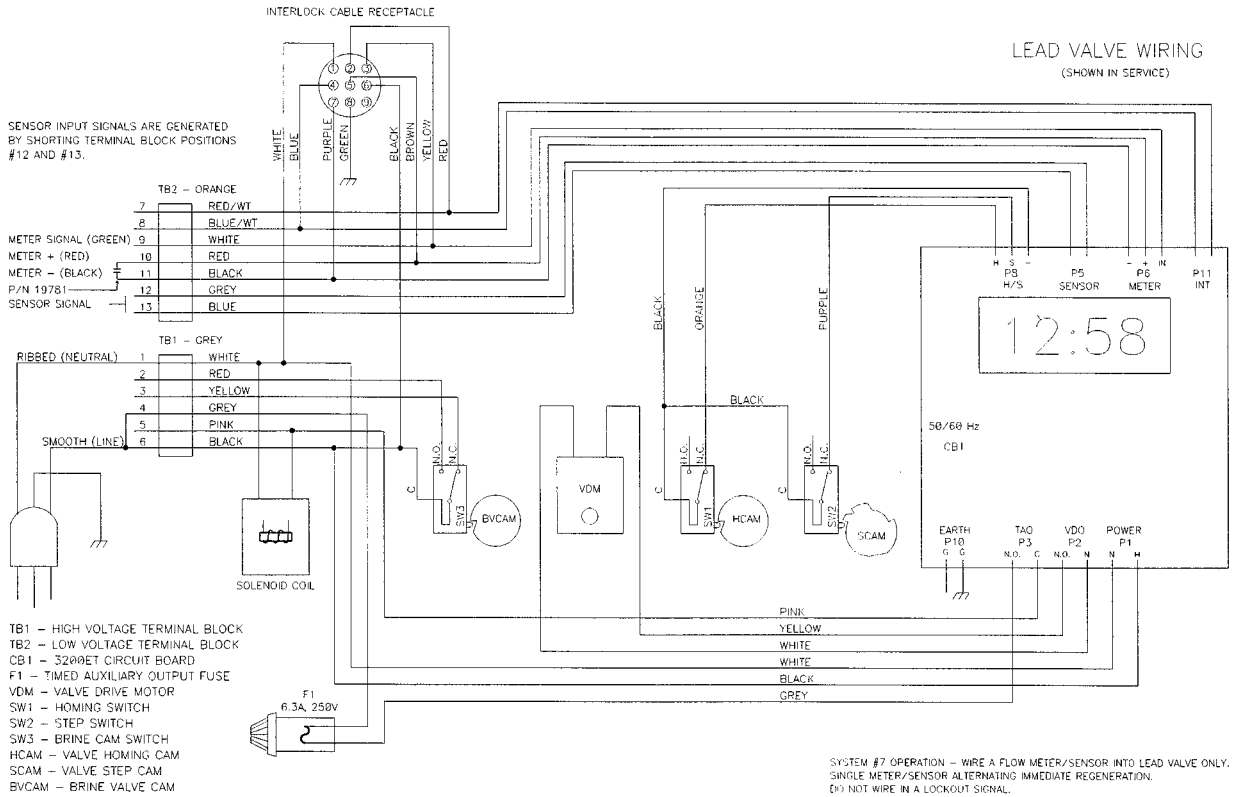 INTERLOCK CABLE RECEPTACLE
LEAD VALVE WIRING
(SHOWN IN SERVICE)
1 2 3
4 5 6
7 8 9
SENSOR INPUT SIGNALS ARE GENERATED
BY SHORTING TERMINAL BLOCK POSITIONS
#12 AND #13.
WHITE
BLUE
PURPLE
GREEN
BLACK
BROWN
YELLOW
RED
TB2 - ORANGE
7 RED/WT
8 BLUE/WT
METER SIGNAL (GREEN) 9 WHITE
METER + (RED) 10 RED
METER - (BLACK) 11 BLACK
P/N 19781
12 GREY
SENSOR SIGNAL
13 BLUE
H S -
P8
H/S
P5
SENSOR
- + IN
P6
METER
P11
INT
12:58
BLACK
ORANGE
PURPLE
TB1 - GREY
RIBBED (NEUTRAL) 1 WHITE
2 RED
3 YELLOW
4 GREY
5 PINK
SMOOTH (LINE) 6 BLACK
BLACK
50/60 Hz
CB1
N.O.
N.C.
C
SW3
BVCAM
VDM
N.O.
N.C.
C
SW1
HCAM
N.O.
N.C.
C
SW2
SCAM
EARTH
P10
G G
TAO
P3
N.O. C
VDO
P2
N.O. N
POWER
P1
N H
SOLENOID COIL
PINK
YELLOW
WHITE
WHITE
BLACK
GREY
TB1 - HIGH VOLTAGE TERMINAL BLOCK
TB2 - LOW VOLTAGE TERMINAL BLOCK
CB1 - 3200ET CIRCUIT BOARD
F1 - TIMED AUXILIARY OUTPUT FUSE
VDM - VALVE DRIVE MOTOR
SW1 - HOMING SWITCH
SW2 - STEP SWITCH
SW3 - BRINE CAM SWITCH
HCAM - VALVE HOMING CAM
SCAM - VALVE STEP CAM
BVCAM - BRINE VALVE CAM
F1
6.3A, 250V
SYSTEM #7 OPERATION - WIRE A FLOW METER/SENSOR INTO LEAD VALVE ONLY.
SINGLE METER/SENSOR ALTERNATING IMMEDIATE REGENERATION.
DO NOT WIRE IN A LOCKOUT SIGNAL.